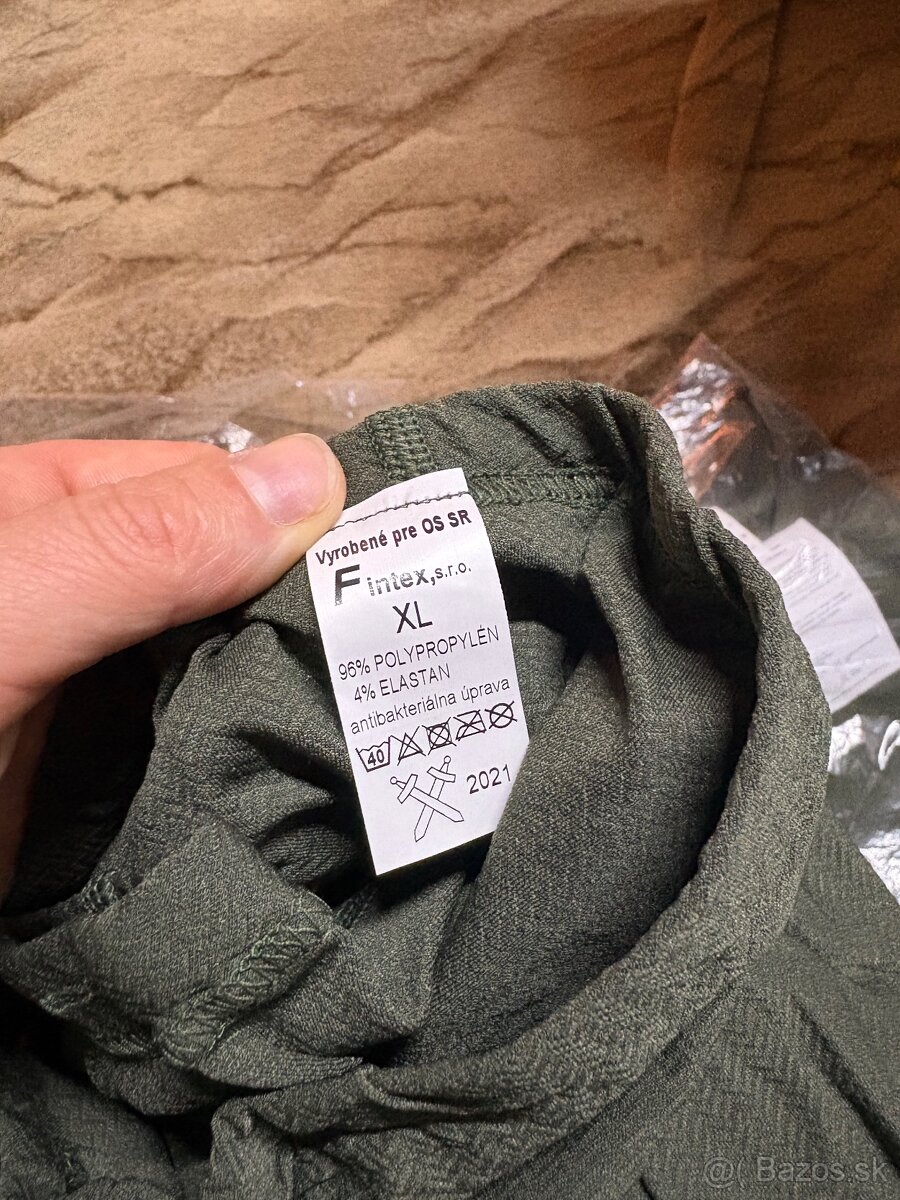 Vyrobené pre OS SR
Fintex,s.r.o.
XL
96% POLYPROPYLÉN
4% ELASTAN
antibakteriálna úprava
40
2021
@( Bazos.sk